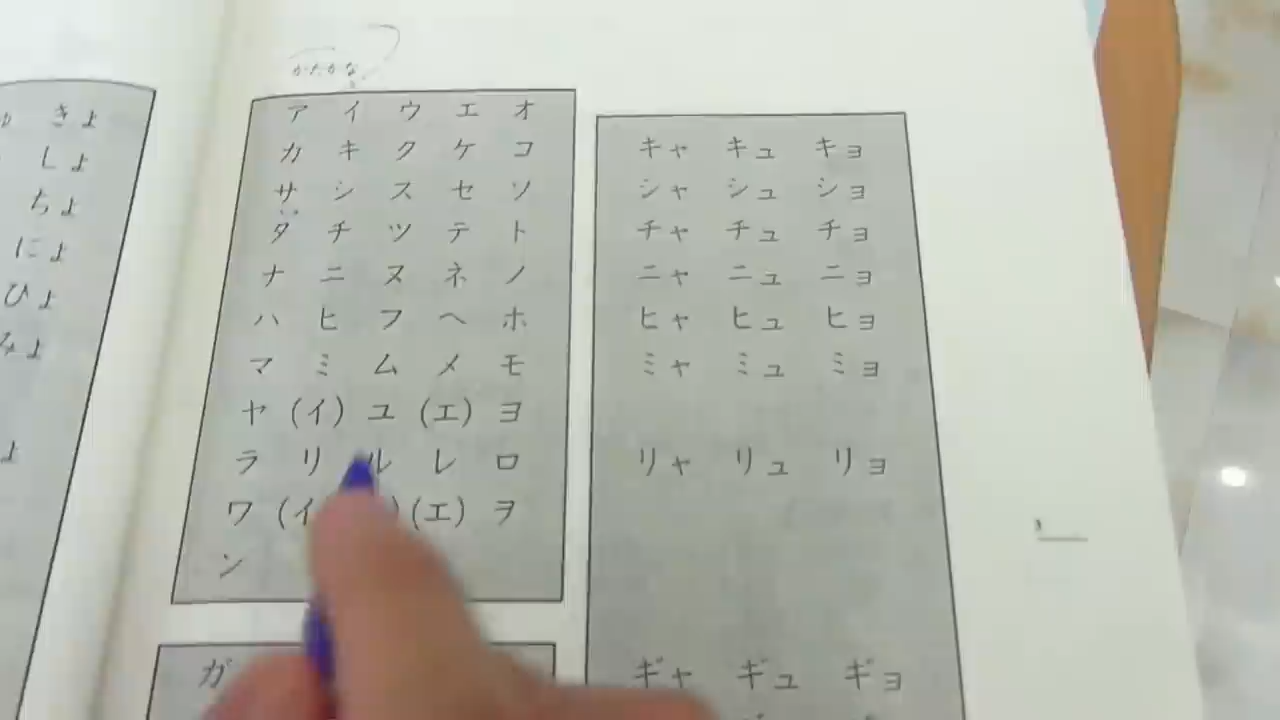 かたかな
きょ
しょ
ちょ
にょ
ひょ
みょ
ょ
ア イ ウ エ オ
カ キ ク ケ コ
サ シ ス セ ソ
タ チ ツ テ ト
ナ ニ ヌ ネ ノ
ハ ヒ フ ヘ ホ
マ ミ ム メ モ
ヤ (イ) ユ (エ) ヨ
ラ リ ル レ ロ
ワ (イ ) (エ) ヲ
ン
ガ
キャ キュ キョ
シャ シュ ショ
チャ チュ チョ
ニャ ニュ ニョ
ヒャ ヒュ ヒョ
ミャ ミュ ミョ
リャ リュ リョ
ギャ ギュ ギョ